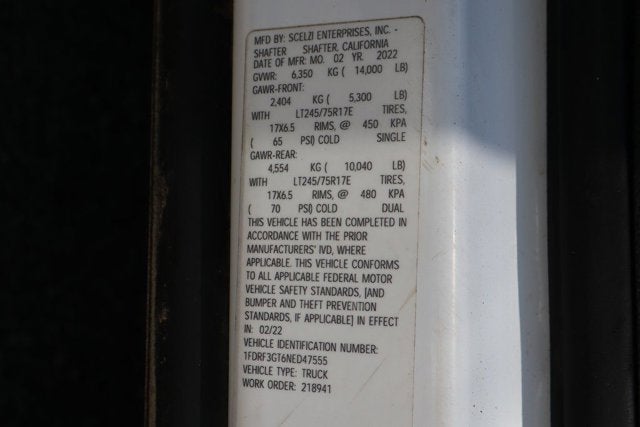 MFD BY: SCELZI ENTERPRISES, INC. -
SHAFTER SHAFTER, CALIFORNIA
DATE OF MFR: MO. 02 YR. 2022
GVWR: 6,350 KG ( 14,000 LB)
GAWR-FRONT:
2,404 KG ( 5,300 LB)
WITH LT245/75R17E TIRES,
17X6.5 RIMS, @ 450 KPA
( 65 PSI) COLD SINGLE
GAWR-REAR:
4,554 KG ( 10,040 LB)
WITH LT245/75R17E TIRES,
17X6.5 RIMS, @ 480 KPA
( 70 PSI) COLD DUAL
THIS VEHICLE HAS BEEN COMPLETED IN
ACCORDANCE WITH THE PRIOR
MANUFACTURERS' IVD, WHERE
APPLICABLE. THIS VEHICLE CONFORMS
TO ALL APPLICABLE FEDERAL MOTOR
VEHICLE SAFETY STANDARDS, [AND
BUMPER AND THEFT PREVENTION
STANDARDS, IF APPLICABLE] IN EFFECT
IN: 02/22
VEHICLE IDENTIFICATION NUMBER:
1FDRF3GT6NED47555
VEHICLE TYPE: TRUCK
WORK ORDER: 218941